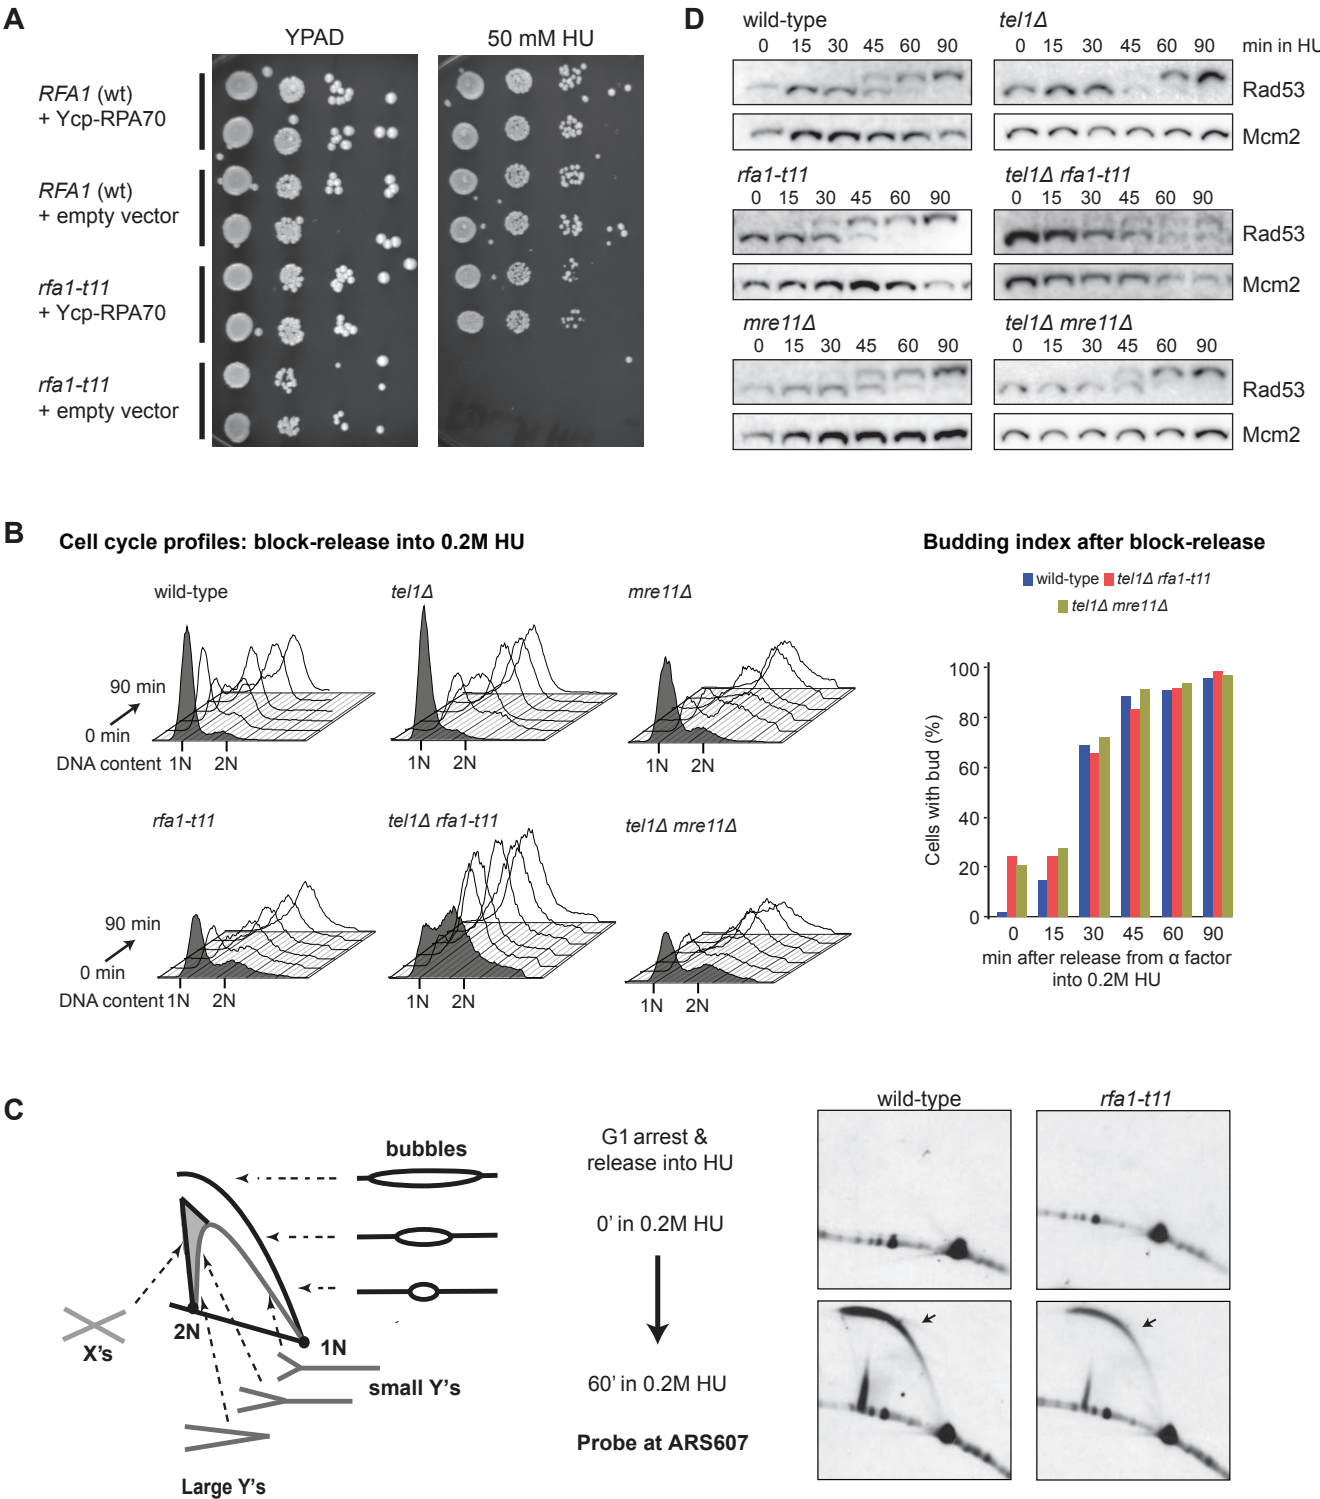 A
YPAD
50 mM HU
RFA1 (wt)
+ Ycp-RPA70
RFA1 (wt)
+ empty vector
rfa1-t11
+ Ycp-RPA70
rfa1-t11
+ empty vector
D
wild-type
0 15 30 45 60 90
tel1Δ
0 15 30 45 60 90
min in HU
Rad53
Mcm2
rfa1-t11
0 15 30 45 60 90
tel1Δ rfa1-t11
0 15 30 45 60 90
Rad53
Mcm2
mre11Δ
0 15 30 45 60 90
tel1Δ mre11Δ
0 15 30 45 60 90
Rad53
Mcm2
B
Cell cycle profiles: block-release into 0.2M HU
wild-type
tel1Δ
mre11Δ
90 min
0 min
DNA content 1N 2N
1N 2N
1N 2N
rfa1-t11
tel1Δ rfa1-t11
tel1Δ mre11Δ
90 min
0 min
DNA content 1N 2N
1N 2N
1N 2N
Budding index after block-release
wild-type tel1Δ rfa1-t11
tel1Δ mre11Δ
Cells with bud (%)
100
80
60
40
20
0
0 15 30 45 60 90
min after release from α factor
into 0.2M HU
C
bubbles
2N
1N
X's
small Y's
Large Y's
G1 arrest &
release into HU
0' in 0.2M HU
60' in 0.2M HU
Probe at ARS607
wild-type
rfa1-t11